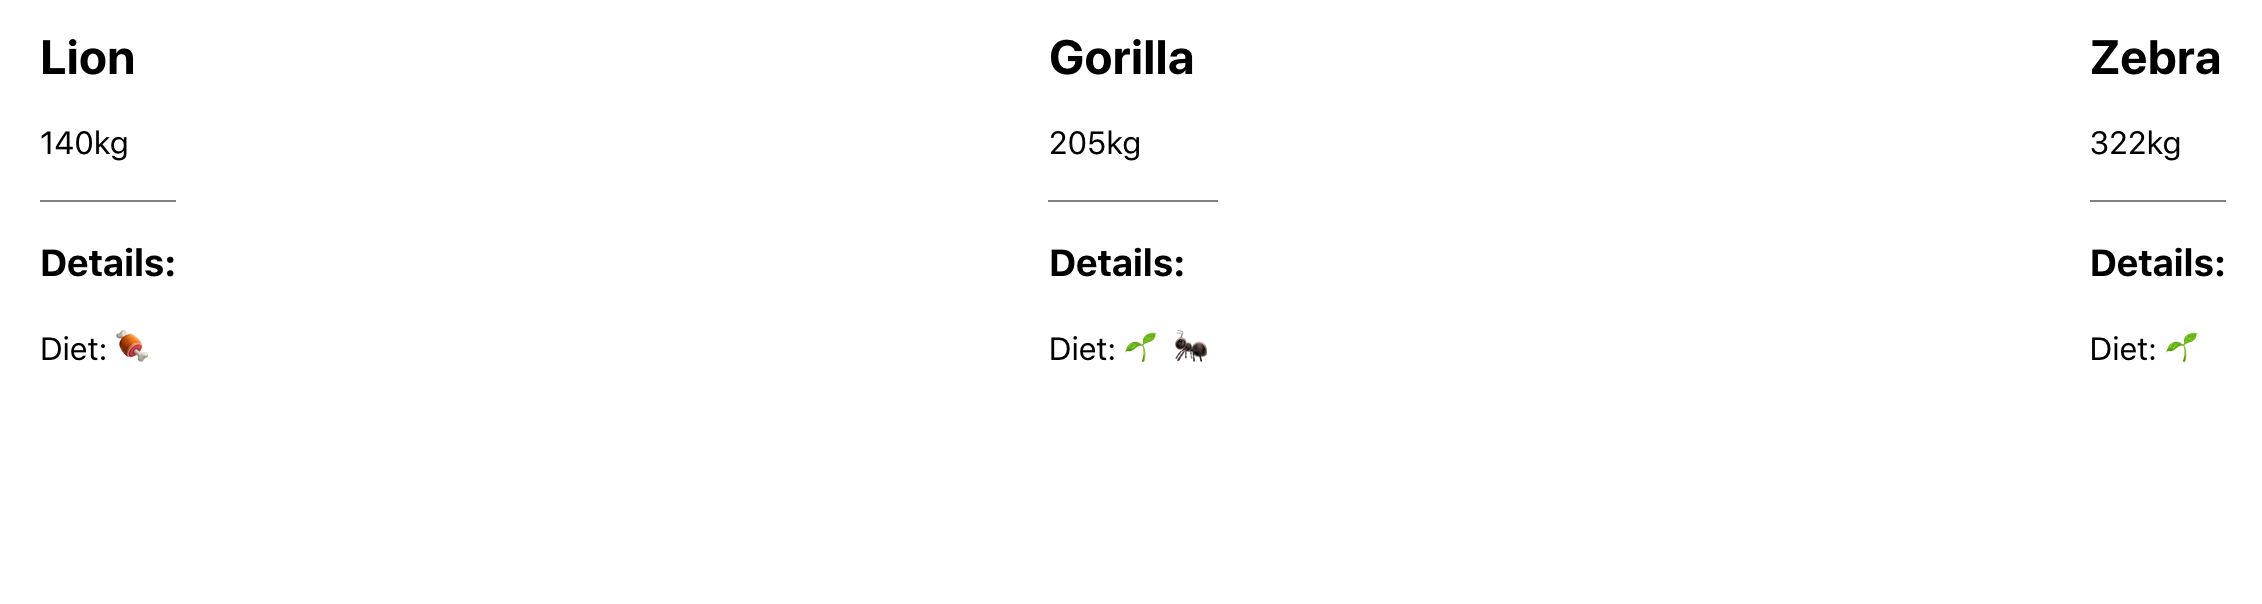 Lion
140kg
Details:
Diet: 🍖
Gorilla
205kg
Details:
Diet: 🌱 🐜
Zebra
322kg
Details:
Diet: 🌱